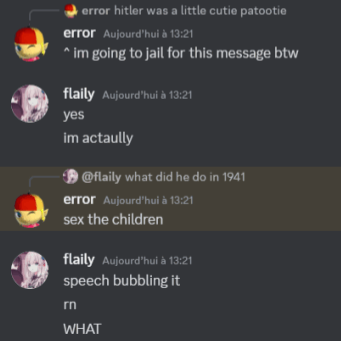 error hitler was a little cutie patootie
error Aujourd'hui à 13:21
^ im going to jail for this message btw
flaily Aujourd'hui à 13:21
yes
im actaully
@flaily what did he do in 1941
error Aujourd'hui à 13:21
sex the children
flaily Aujourd'hui à 13:21
speech bubbling it
rn
WHAT